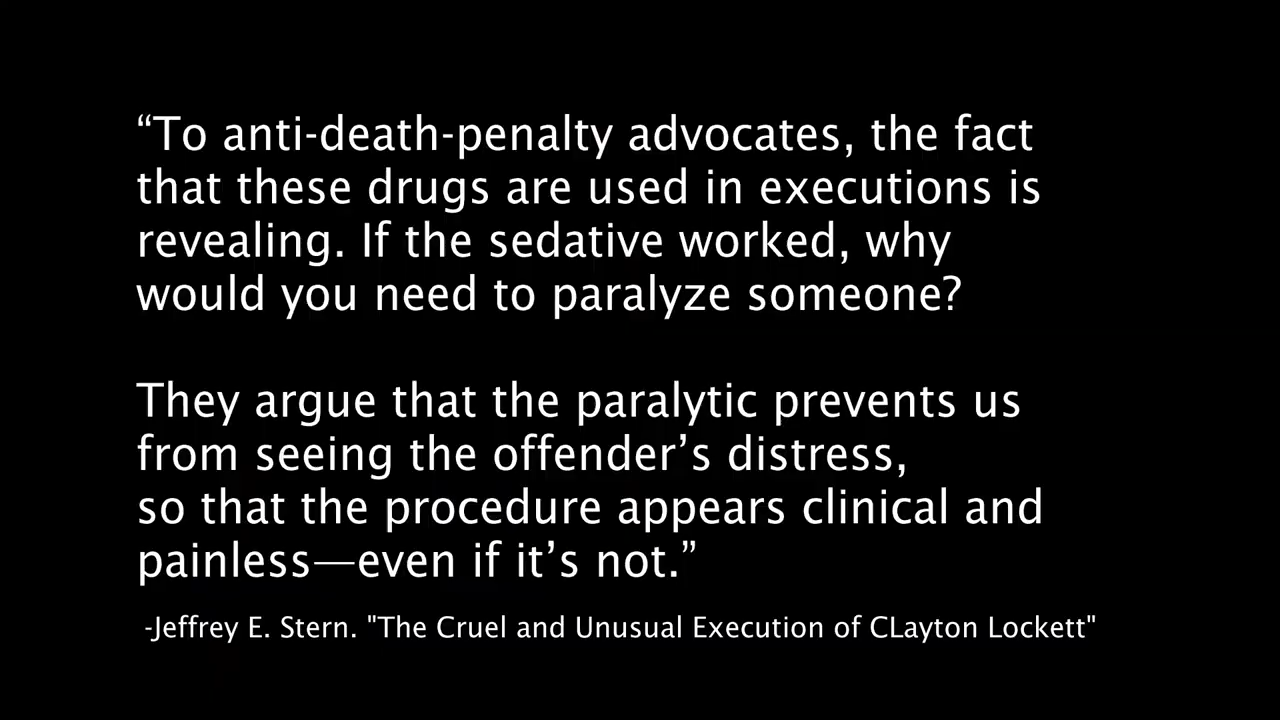 “To anti-death-penalty advocates, the fact
that these drugs are used in executions is
revealing. If the sedative worked, why
would you need to paralyze someone?
They argue that the paralytic prevents us
from seeing the offender’s distress,
so that the procedure appears clinical and
painless—even if it’s not.”
-Jeffrey E. Stern. "The Cruel and Unusual Execution of CLayton Lockett"